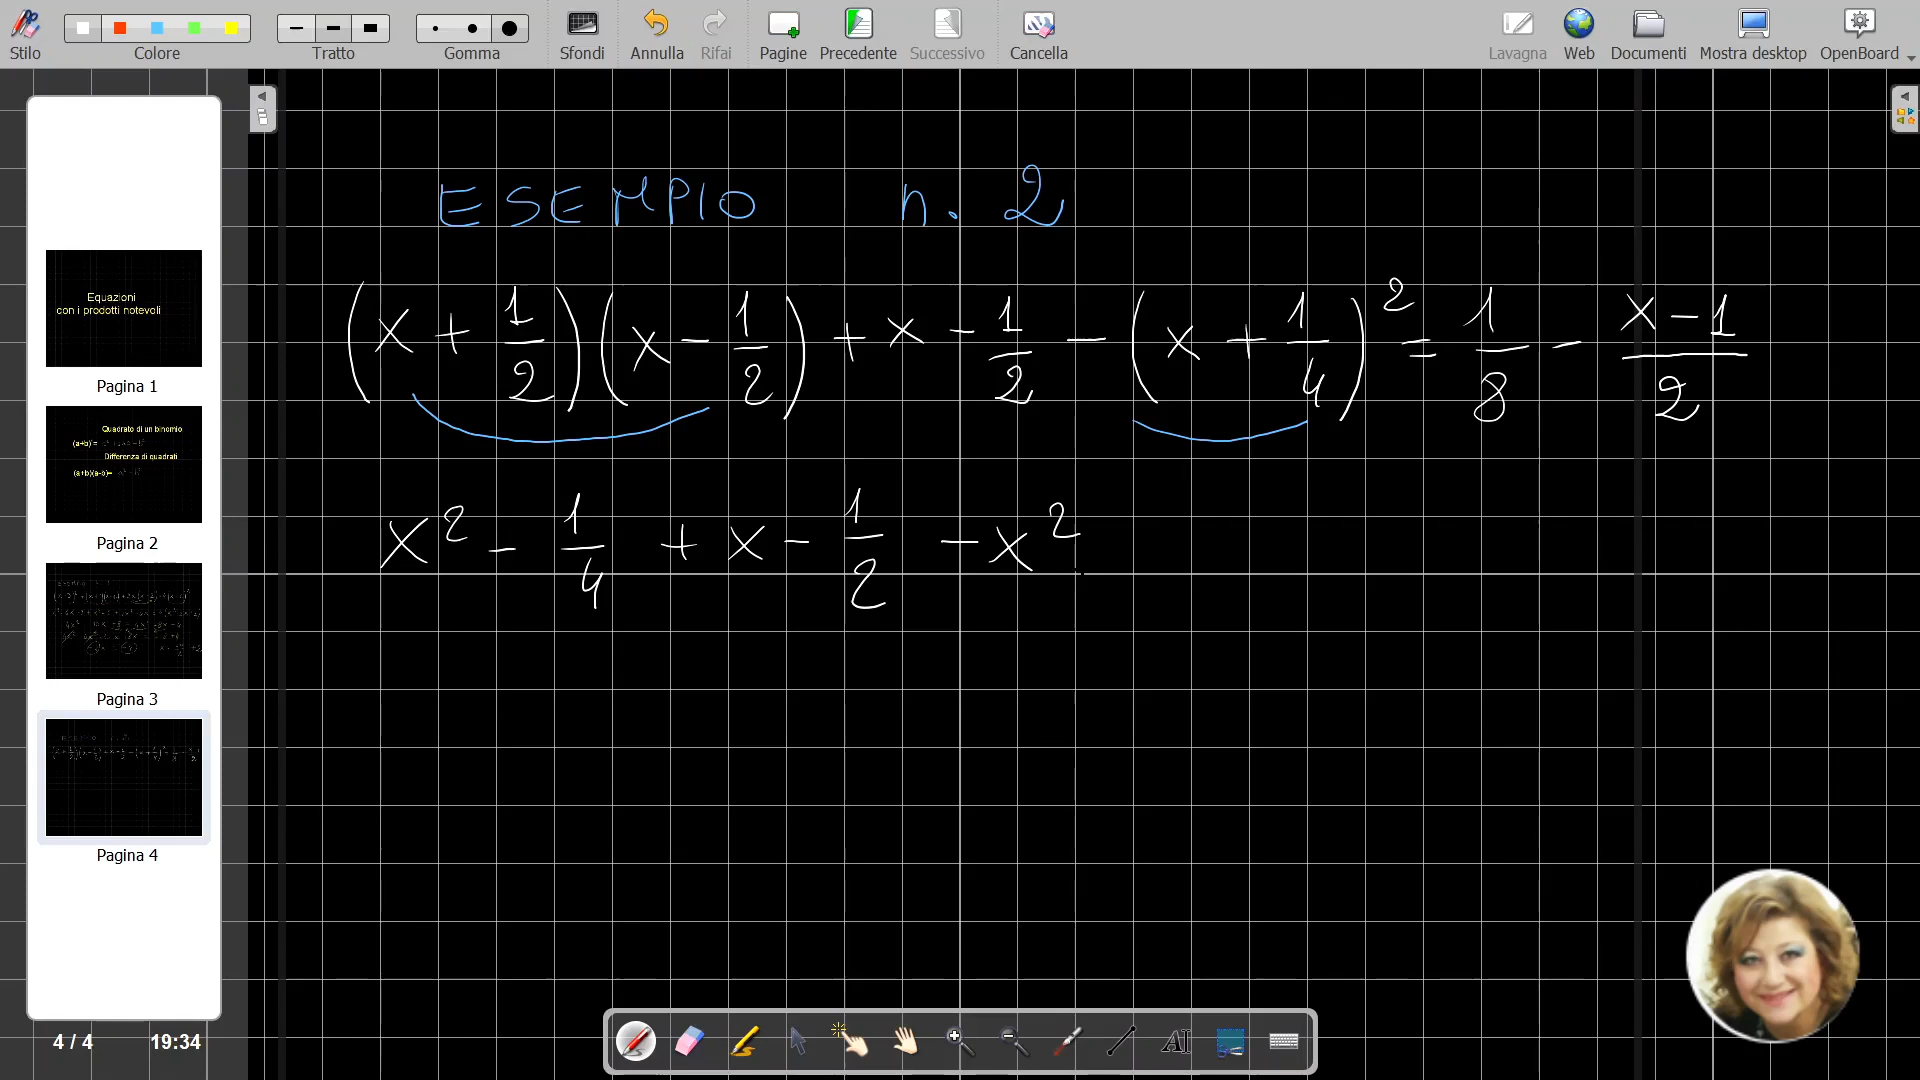 Stilo Colore Tratto Gomma Sfondi Annulla Rifai Pagine Precedente Successivo Cancella Lavagna Web Documenti Mostra desktop OpenBoard
ESEMPIO n. 2
(x + 1/2)(x - 1/2) + x - 1/2 - (x + 1/4)² = 1/8 - (x-1)/2
x² - 1/4 + x - 1/2 - x²
Equazioni
con i prodotti notevoli
Pagina 1
Quadrato di un binomio
(a+b)²=
Differenza di quadrati
(a+b)(a-b)=
Pagina 2
Pagina 3
Pagina 4
4 / 4 19:34
AI